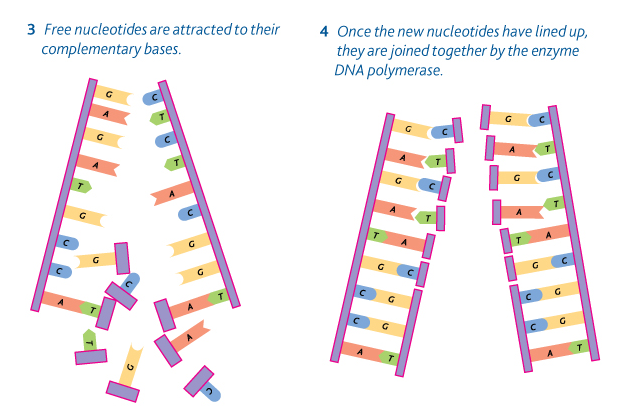 3 Free nucleotides are attracted to their
complementary bases.
G C
A T
G C
A T
T A
G C
C G
G
C G
C
A T A T
T A
G
C
4 Once the new nucleotides have lined up,
they are joined together by the enzyme
DNA polymerase.
G C G C
A T A T
G C G C
A T A T
T A T A
G C G C
C G C G
C G C G
A T A T